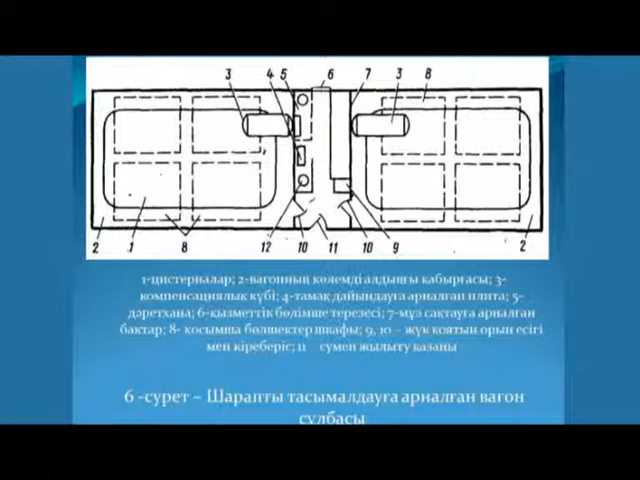 3 4 5 6 7 3 8
2 1 8 12 10 11 10 9 2
1-цистерналар; 2-вагонның көлемді алдыңғы қабырғасы; 3-
компенсациялық күбі; 4-тамақ дайындауға арналған плита; 5-
дәретхана; 6-қызметтік бөлімше терезесі; 7-мұз сақтауға арналған
бактар; 8- қосымша бөлшектер шкафы; 9, 10 – жүк қоятын орын есігі
мен кіреберіс; 11 сумен жылыту қазаны
6 -сурет – Шарапты тасымалдауға арналған вагон
сұлбасы